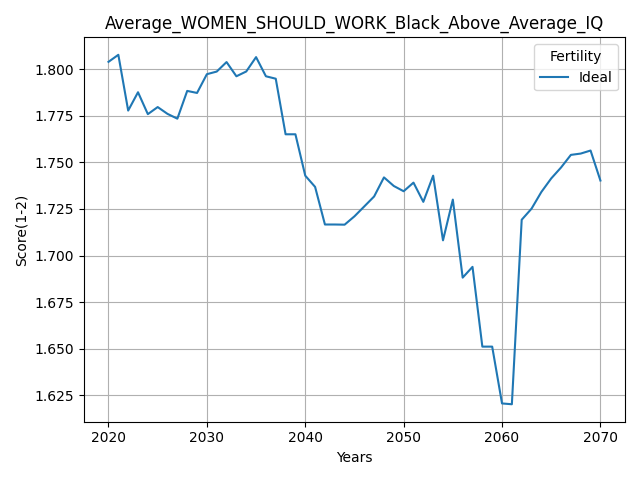 Average_WOMEN_SHOULD_WORK_Black_Above_Average_IQ
Fertility
Ideal
Score(1-2)
1.800
1.775
1.750
1.725
1.700
1.675
1.650
1.625
2020 2030 2040 2050 2060 2070
Years